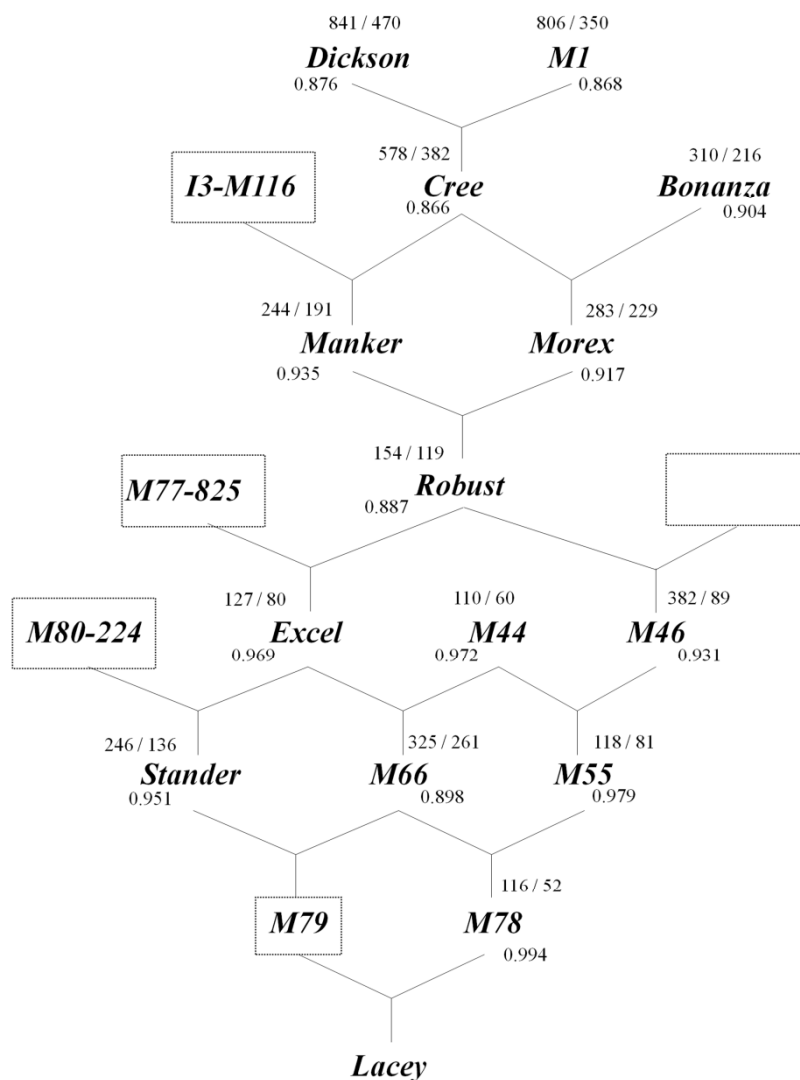 841 / 470 806 / 350
Dickson M1
0.876 0.868
578 / 382 310 / 216
I3-M116 Cree Bonanza
0.866 0.904
244 / 191 283 / 229
Manker Morex
0.935 0.917
154 / 119
M77-825 Robust
0.887
127 / 80 110 / 60 382 / 89
M80-224 Excel M44 M46
0.969 0.972 0.931
246 / 136 325 / 261 118 / 81
Stander M66 M55
0.951 0.898 0.979
116 / 52
M79 M78
0.994
Lacey